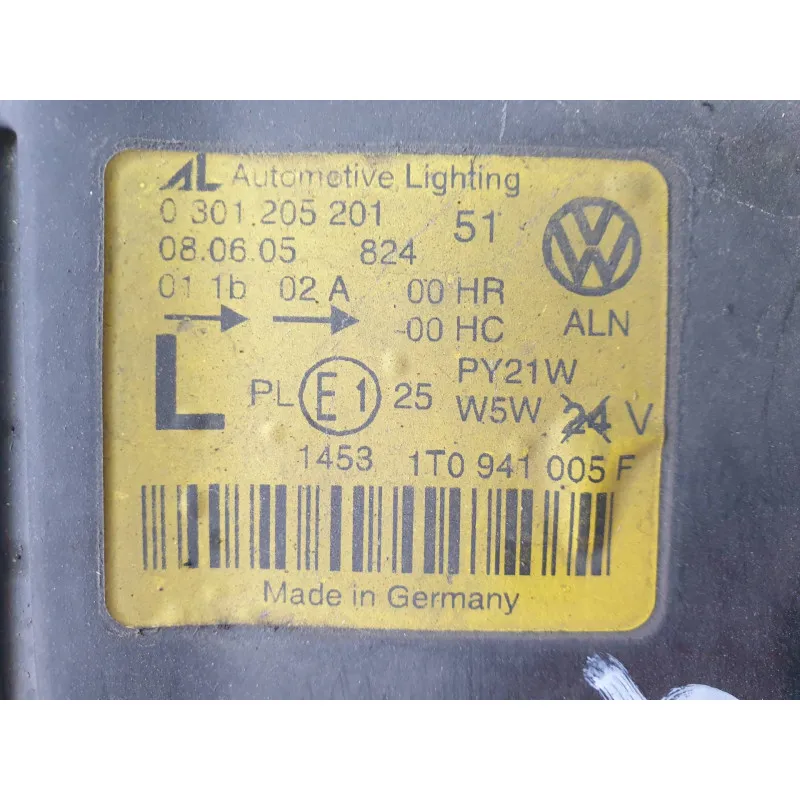 AL Automotive Lighting
0 301 205 201 51
08.06.05 824
01 1b 02 A 00 HR
-00 HC ALN
L PL E1 25 PY21W
W5W 24 V
1453 1T0 941 005 F
Made in Germany